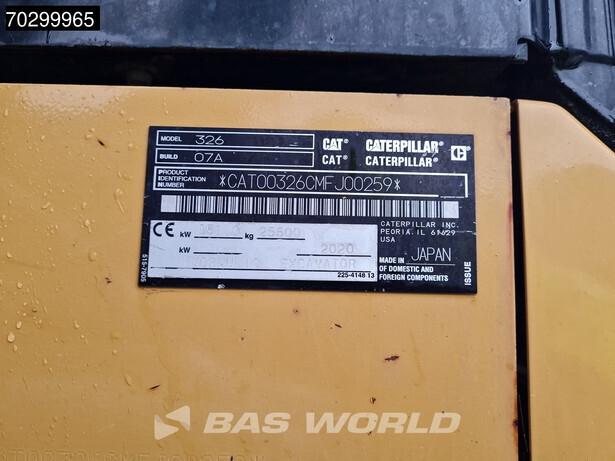 70299965
MODEL 326
BUILD 07A
CAT CATERPILLAR
CAT CATERPILLAR
PRODUCT IDENTIFICATION NUMBER *CAT00326CMFJ00259*
CE kW kg 25500
kW 2020
EXCAVATOR
CATERPILLAR INC.
PEORIA. IL 61629
USA
MADE IN JAPAN
OF DOMESTIC AND
FOREIGN COMPONENTS
ISSUE
515-7905
225-4148 13
BAS WORLD